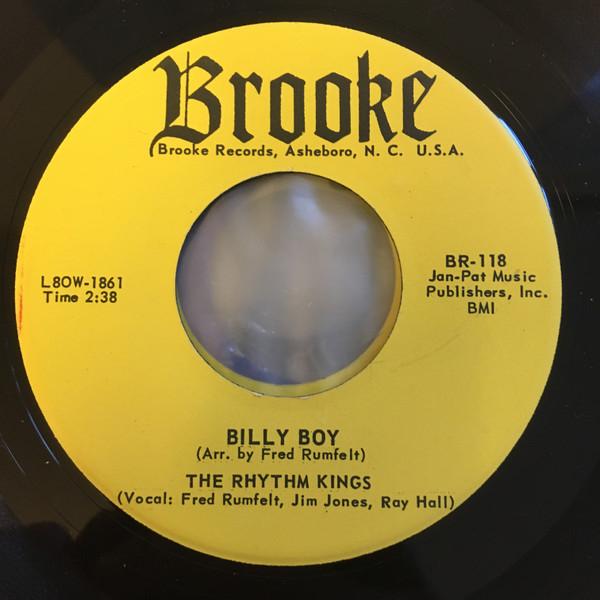 Brooke
Brooke Records, Asheboro, N. C. U.S.A.
L8OW-1861
Time 2:38
BR-118
Jan-Pat Music
Publishers, Inc.
BMI
BILLY BOY
(Arr. by Fred Rumfelt)
THE RHYTHM KINGS
(Vocal: Fred Rumfelt, Jim Jones, Ray Hall)